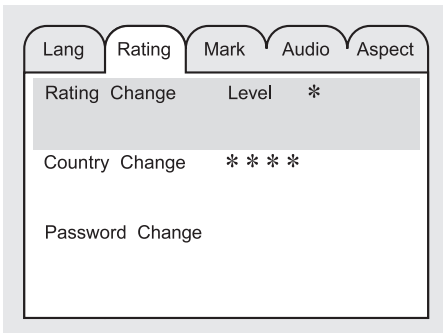 Lang Rating Mark Audio Aspect
Rating Change Level *
Country Change ****
Password Change